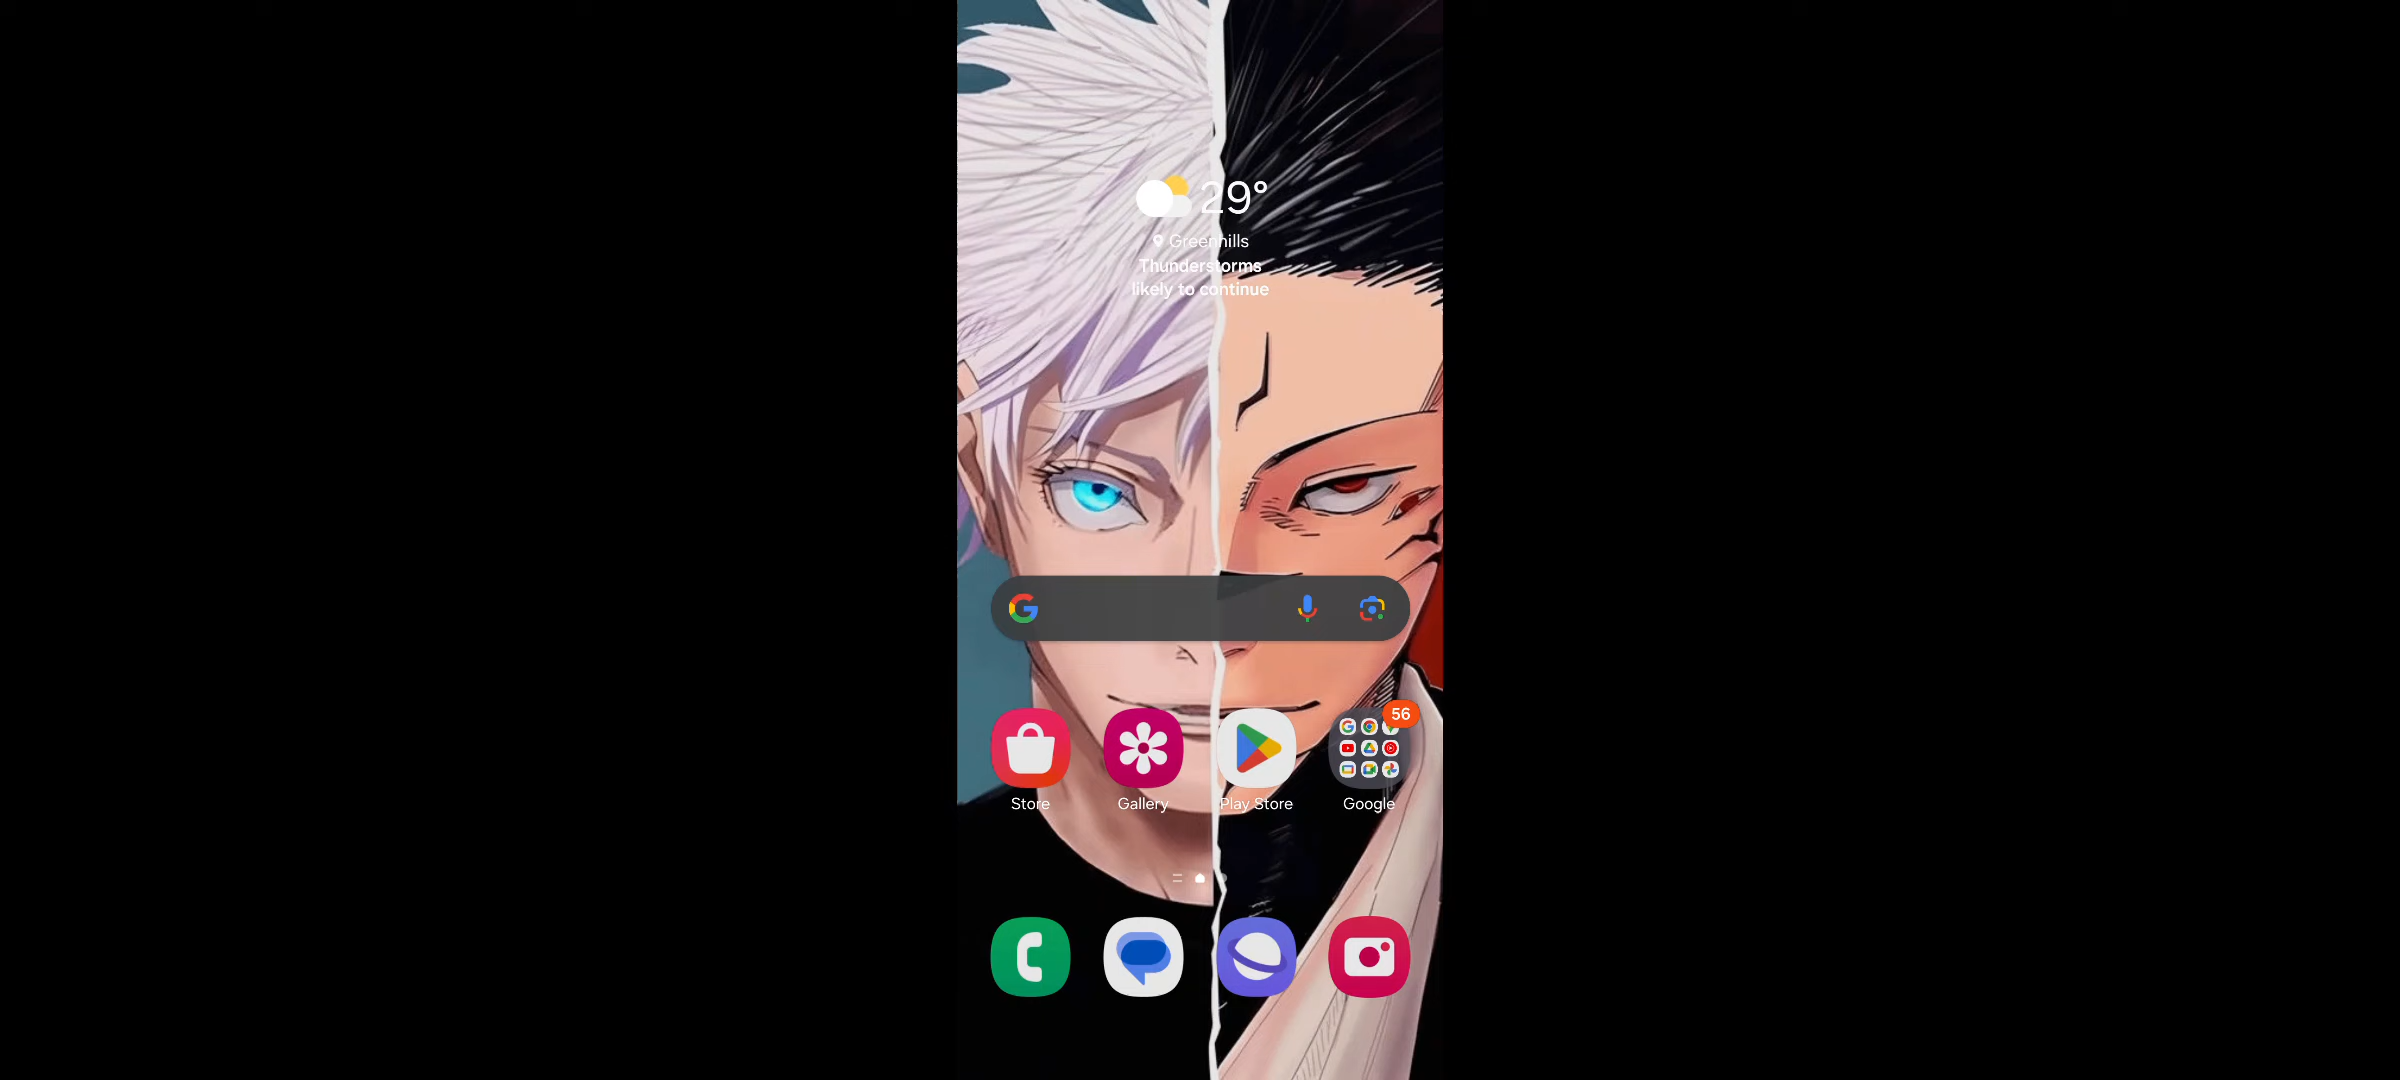 29°
Greenhills
Thunderstorms
likely to continue
56
Store
Gallery
Play Store
Google